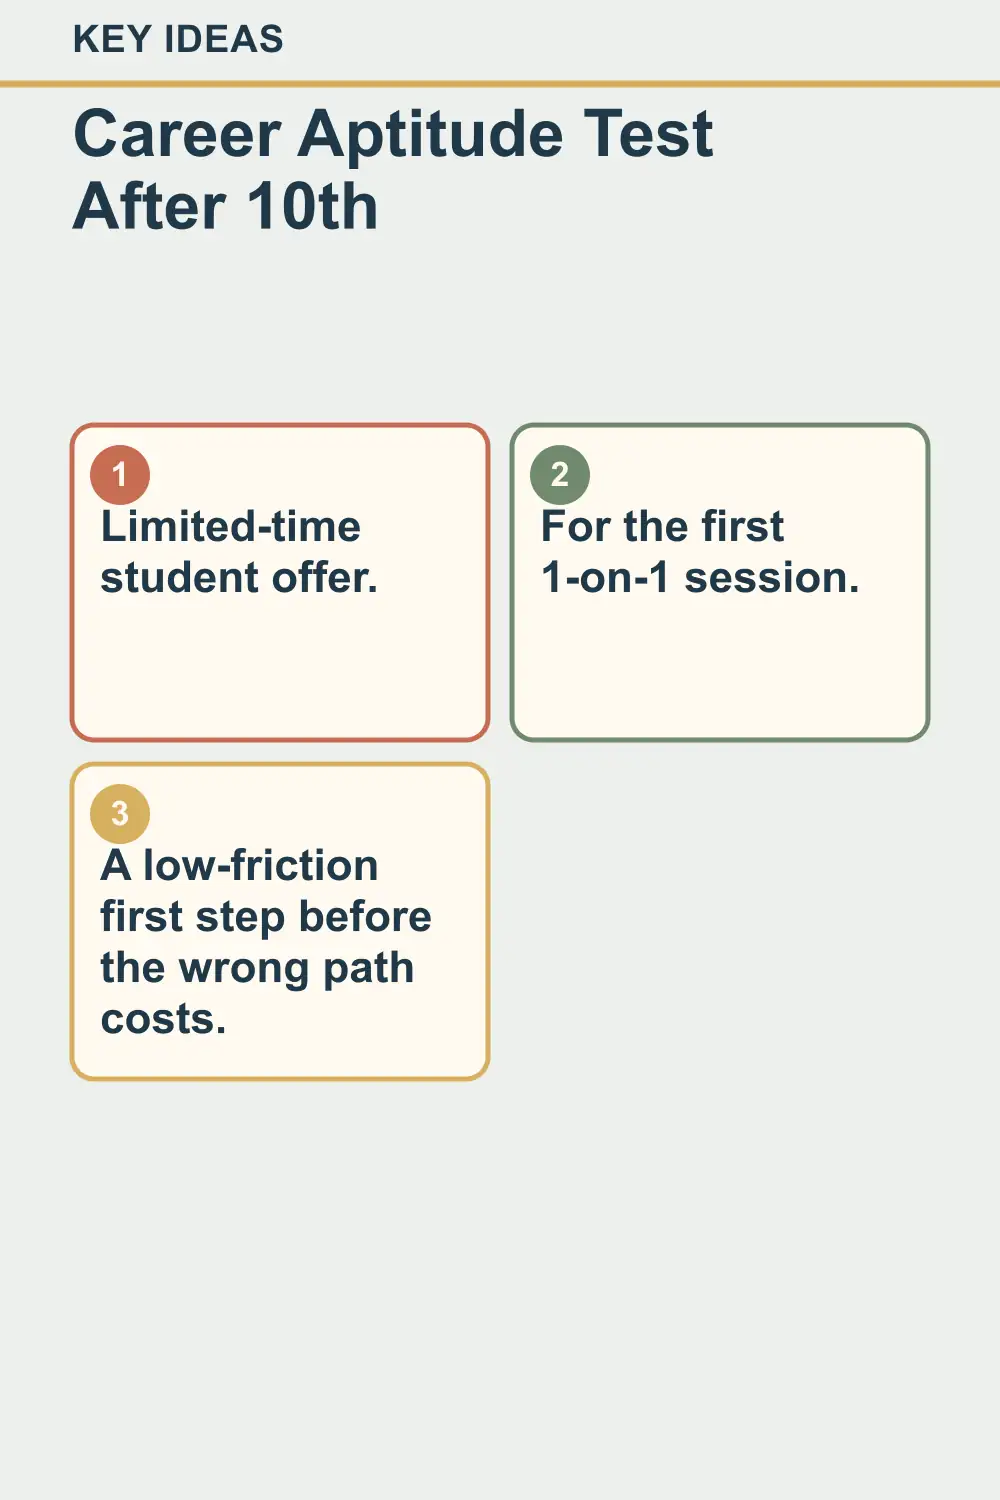 KEY IDEAS
Career Aptitude Test
After 10th
1
Limited-time
student offer.
2
For the first
1-on-1 session.
3
A low-friction
first step before
the wrong path
costs.